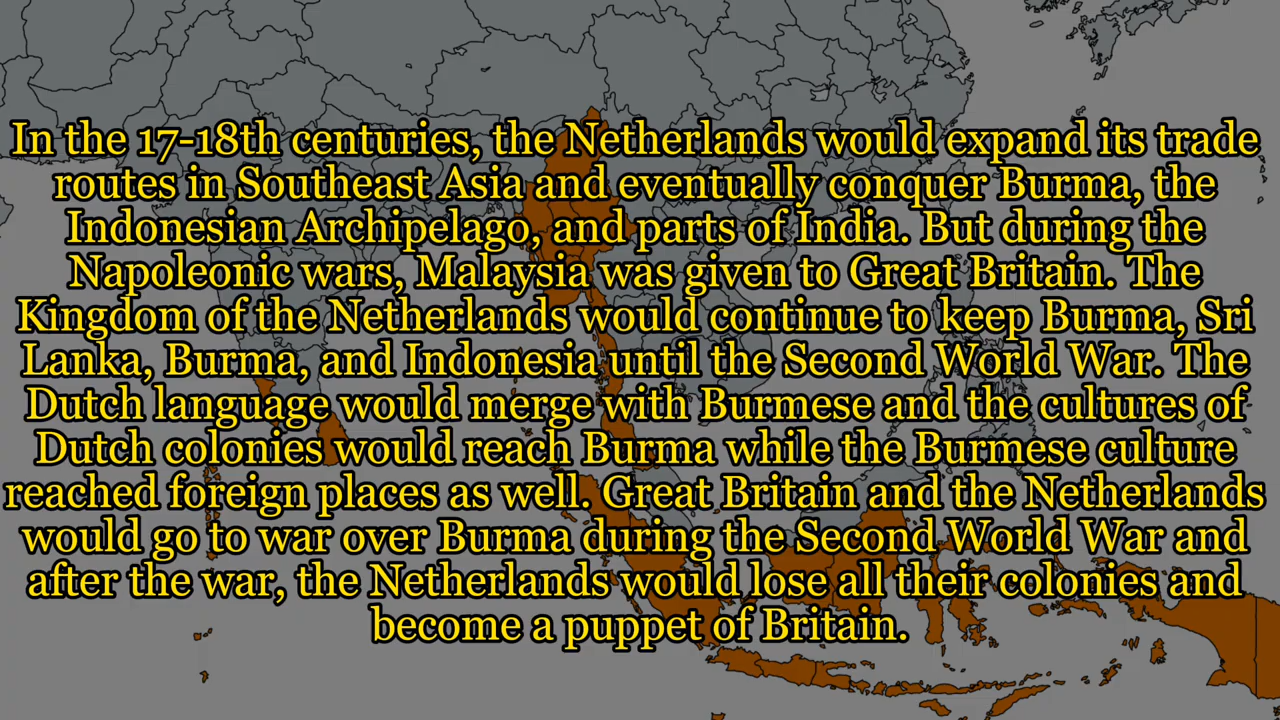 In the 17-18th centuries, the Netherlands would expand its trade
routes in Southeast Asia and eventually conquer Burma, the
Indonesian Archipelago, and parts of India. But during the
Napoleonic wars, Malaysia was given to Great Britain. The
Kingdom of the Netherlands would continue to keep Burma, Sri
Lanka, Burma, and Indonesia until the Second World War. The
Dutch language would merge with Burmese and the cultures of
Dutch colonies would reach Burma while the Burmese culture
reached foreign places as well. Great Britain and the Netherlands
would go to war over Burma during the Second World War and
after the war, the Netherlands would lose all their colonies and
become a puppet of Britain.